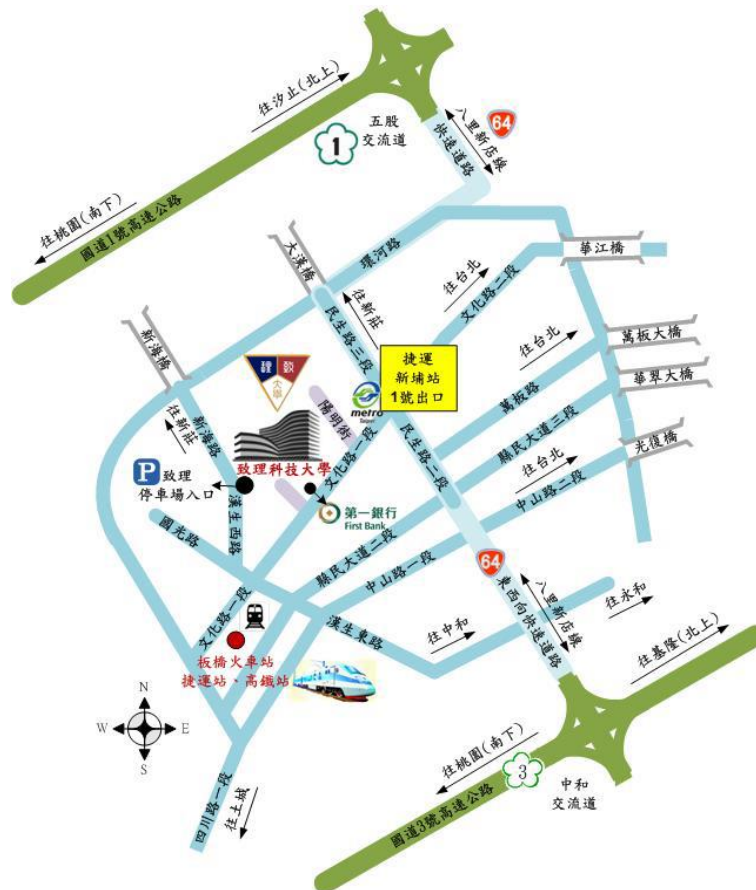 往汐止(北上)
64
五股
交流道
1
八里新店線
快速道路
往桃園(南下)
國道1號高速公路
大漢橋
環河路
華江橋
往台北
文化路二段
往新莊
民生路三段
新海橋
捷運
新埔站
1號出口
往台北
萬板大橋
萬板路
華翠大橋
理
致
大學
陽明街
metro
Taipei
往新莊
新海路
文化路一段
民生路二段
縣民大道三段
光復橋
往台北
中山路二段
致理科技大學
P 致理
停車場入口
漢生西路
第一銀行
First Bank
國光路
縣民大道二段
中山路一段
64
東西向快速道路
八里新店線
文化路一段
漢生東路
往中和
往永和
板橋火車站
捷運站、高鐵站
往基隆(北上)
N
W
E
S
往桃園(南下)
3
中和
交流道
國道3號高速公路
四川路一段
往土城